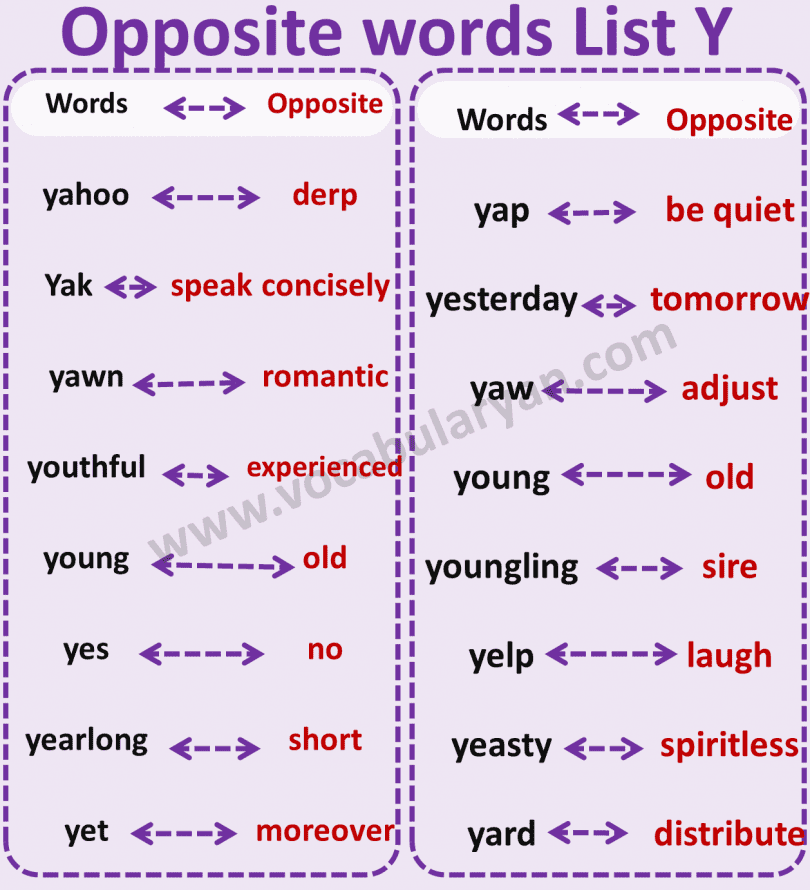 Opposite words List Y
Words Opposite
yahoo derp
Yak speak concisely
yawn romantic
youthful experienced
young old
yes no
yearlong short
yet moreover
Words Opposite
yap be quiet
yesterday tomorrow
yaw adjust
young old
youngling sire
yelp laugh
yeasty spiritless
yard distribute
www.vocabularyan.com